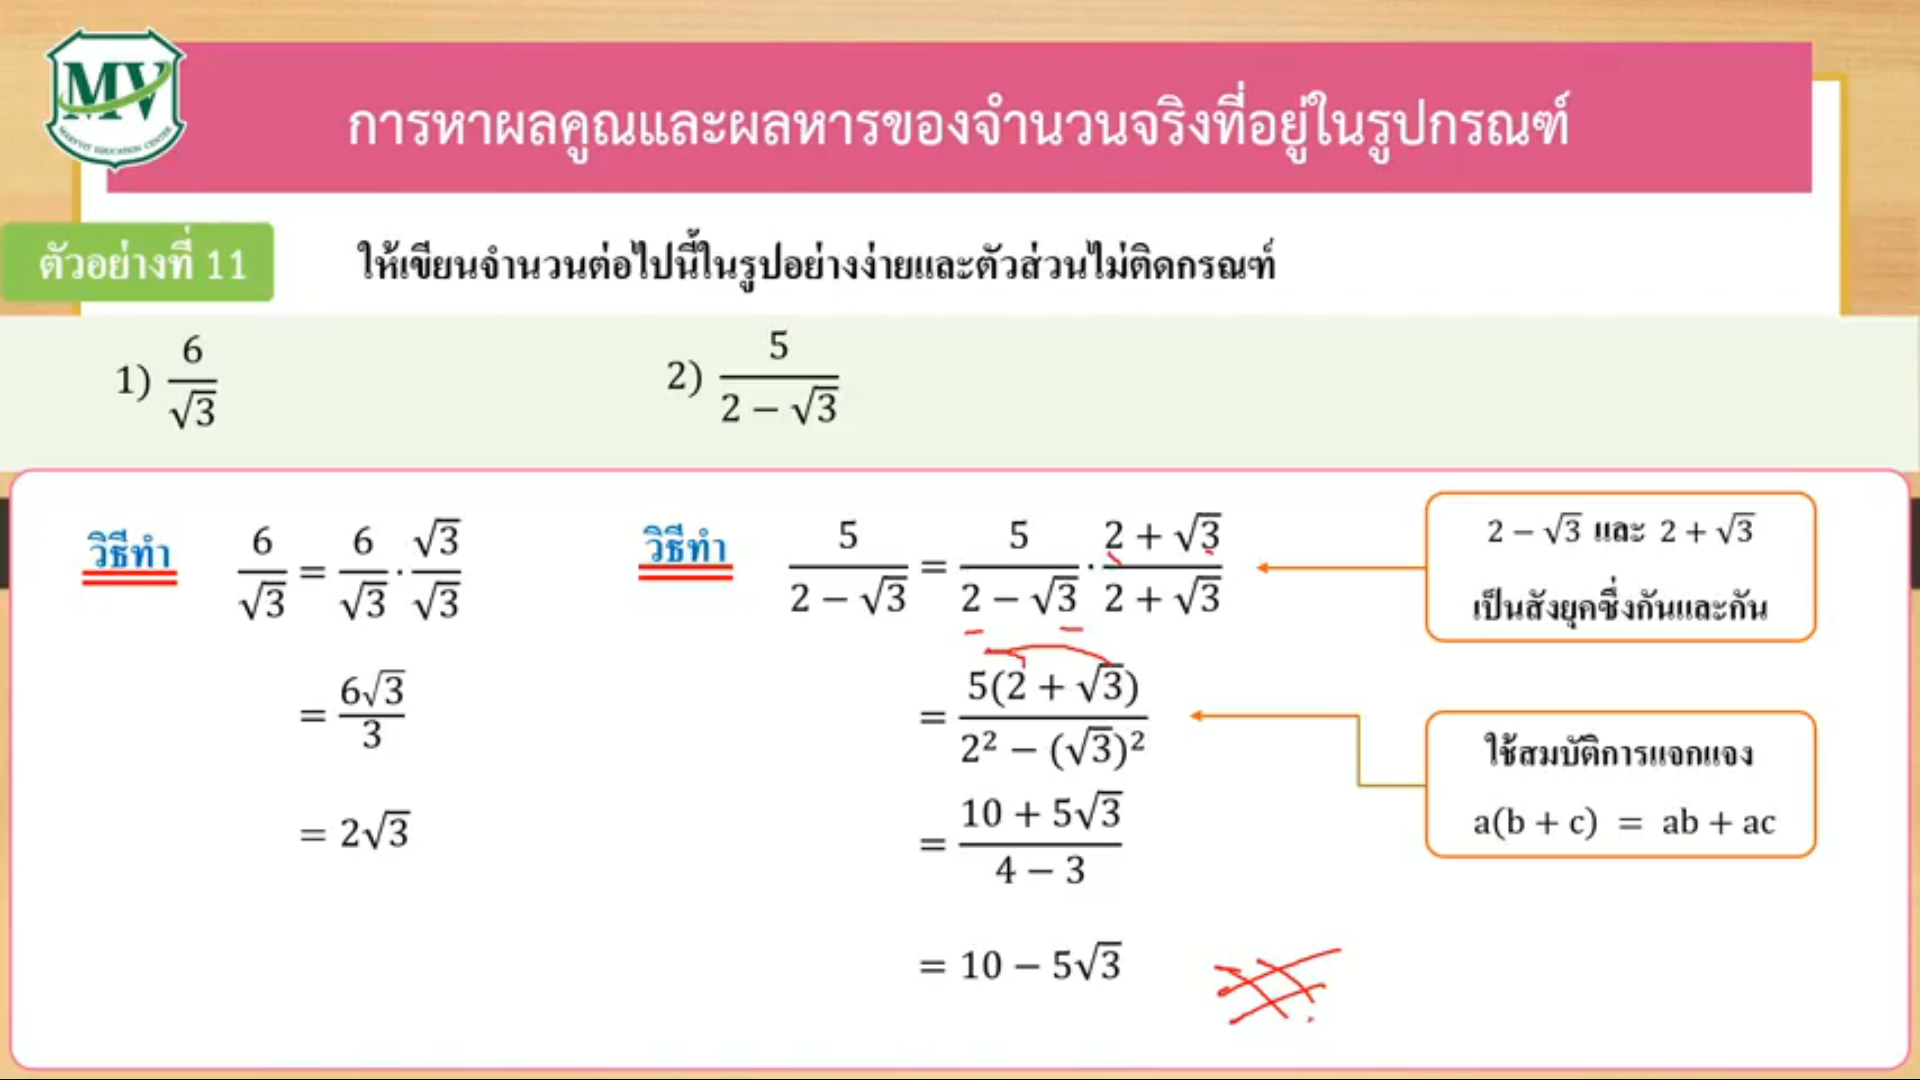 MV
MARVVIT EDUCATION CENTER
การหาผลคูณและผลหารของจำนวนจริงที่อยู่ในรูปกรณฑ์
ตัวอย่างที่ 11
ให้เขียนจำนวนต่อไปนี้ในรูปอย่างง่ายและตัวส่วนไม่ติดกรณฑ์
1) 6/√3
2) 5/(2 − √3)
วิธีทำ 6/√3 = 6/√3 · √3/√3
= 6√3/3
= 2√3
วิธีทำ 5/(2 − √3) = 5/(2 − √3) · (2 + √3)/(2 + √3)
= 5(2 + √3)/(2² − (√3)²)
= (10 + 5√3)/(4 − 3)
= 10 − 5√3
2 − √3 และ 2 + √3
เป็นสังยุคซึ่งกันและกัน
ใช้สมบัติการแจกแจง
a(b + c) = ab + ac